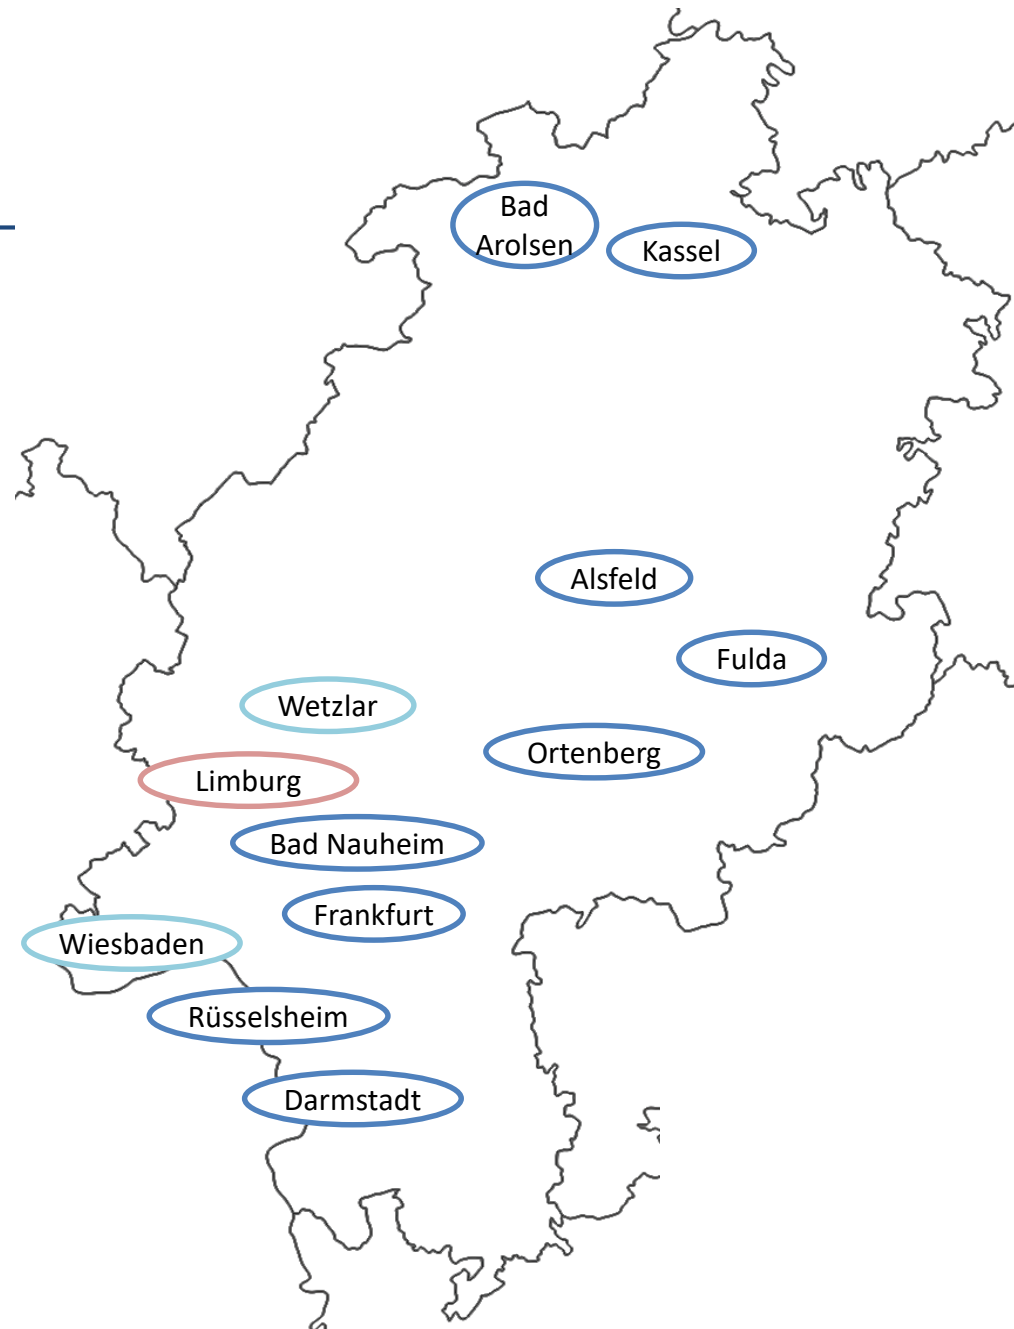 Bad
Arolsen
Kassel
Alsfeld
Fulda
Wetzlar
Ortenberg
Limburg
Bad Nauheim
Frankfurt
Wiesbaden
Rüsselsheim
Darmstadt